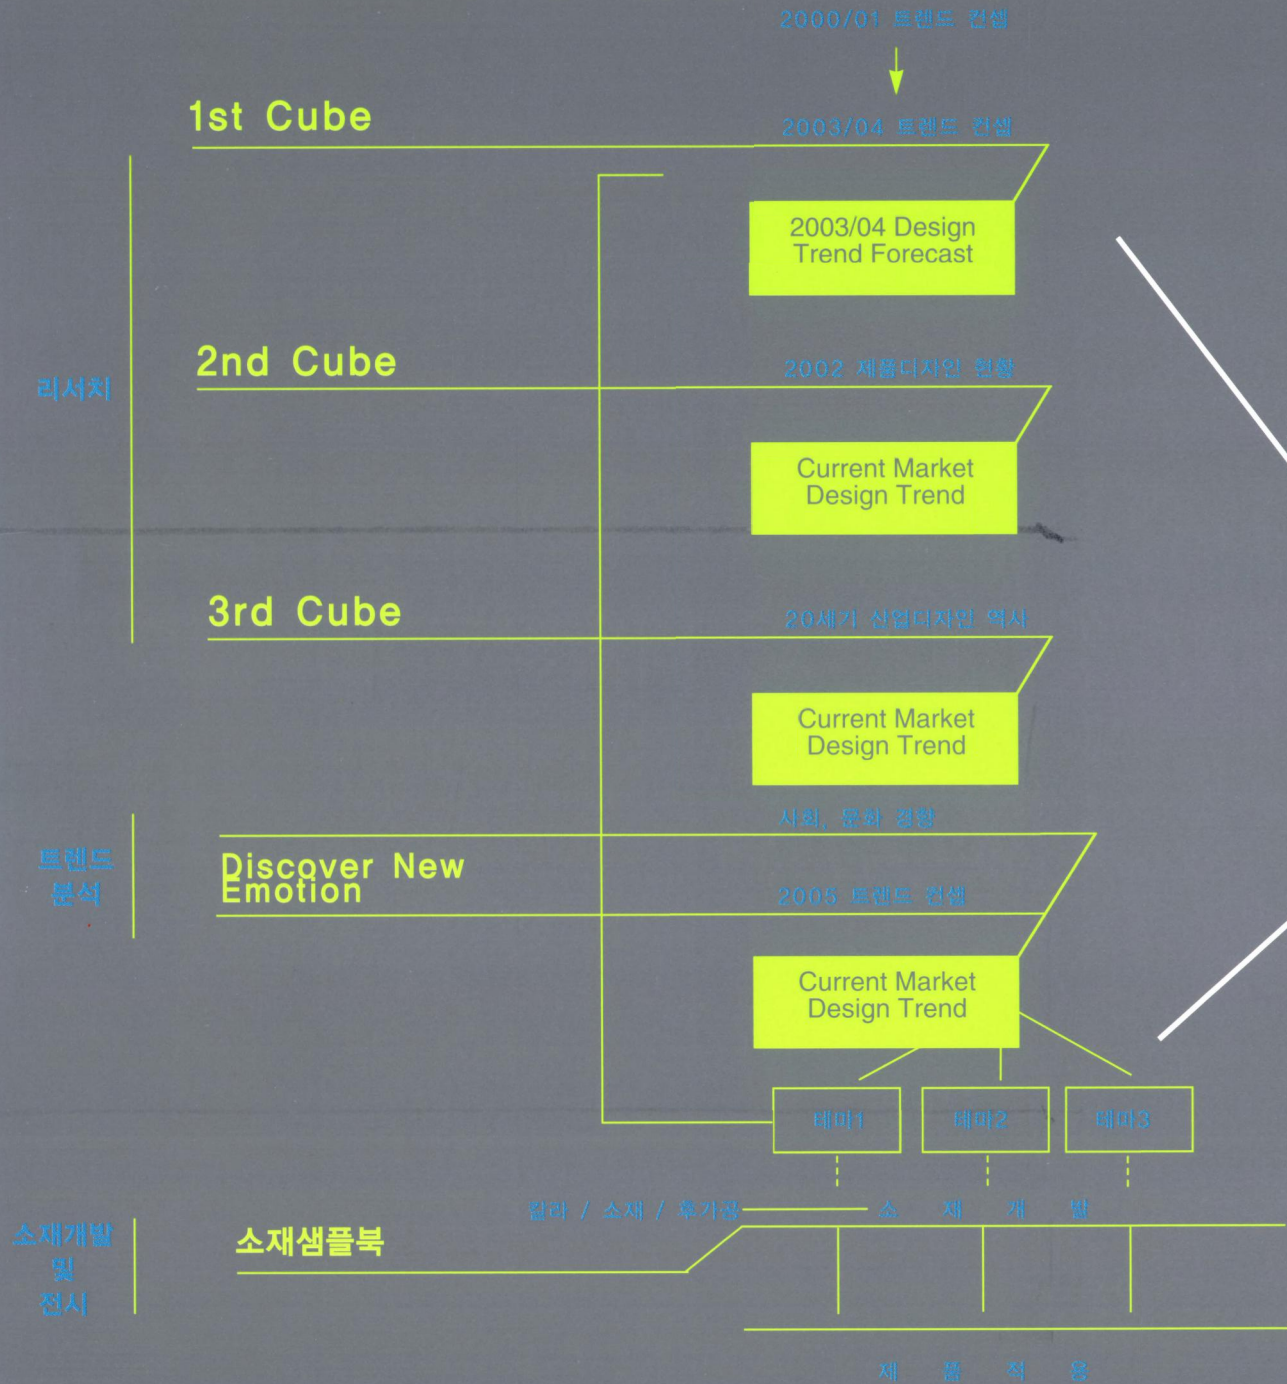 2000/01 트렌드 컨셉
1st Cube
2003/04 트렌드 컨셉
2003/04 Design
Trend Forecast
리서치
2nd Cube
2002 제품디자인 현황
Current Market
Design Trend
3rd Cube
20세기 산업디자인 역사
Current Market
Design Trend
사회, 문화 경향
트렌드
분석
Discover New
Emotion
2005 트렌드 컨셉
Current Market
Design Trend
테마1
테마2
테마3
컬라 / 소재 / 후가공
소 재 개 발
소재개발
및
전시
소재샘플북
제 품 적 용